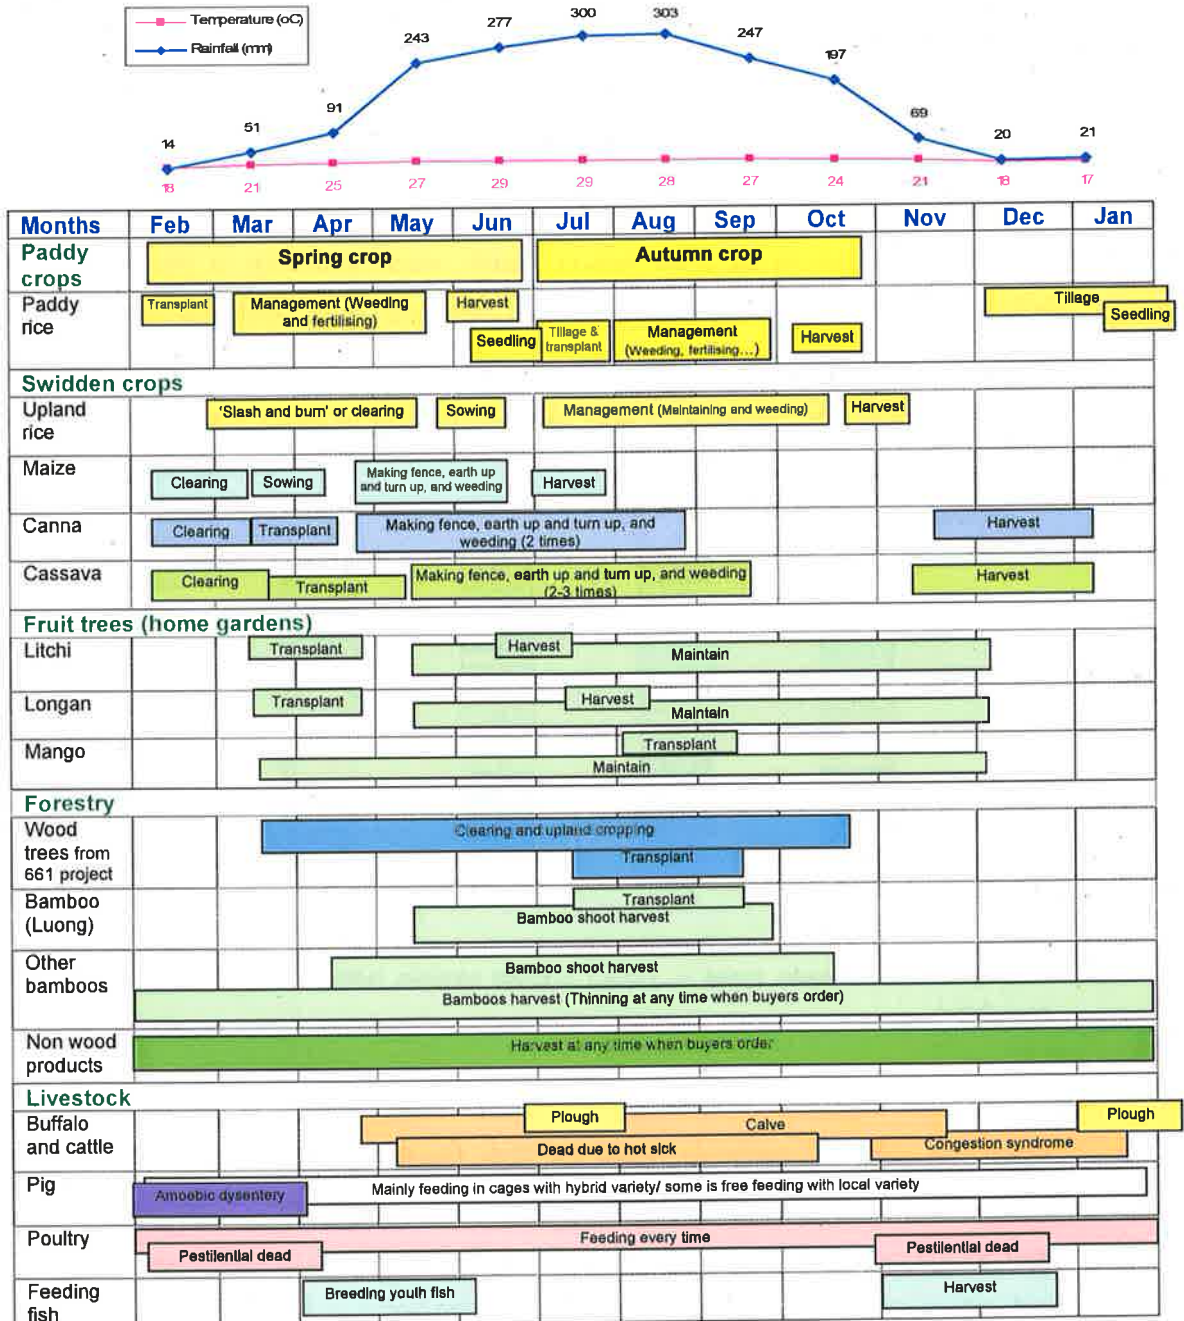 Temperature (oC)
Rainfall (mm)
14 51 91 243 277 300 303 247 197 69 20 21
18 21 25 27 29 29 28 27 24 21 18 17
Months Feb Mar Apr May Jun Jul Aug Sep Oct Nov Dec Jan
Paddy
crops
Spring crop
Autumn crop
Paddy
rice
Transplant
Management (Weeding
and fertilising)
Harvest
Seedling
Tillage &
transplant
Management
(Weeding, fertilising...)
Harvest
Tillage
Seedling
Swidden crops
Upland
rice
'Slash and burn' or clearing
Sowing
Management (Maintaining and weeding)
Harvest
Maize
Clearing
Sowing
Making fence, earth up
and turn up, and weeding
Harvest
Canna
Clearing
Transplant
Making fence, earth up and turn up, and
weeding (2 times)
Harvest
Cassava
Clearing
Transplant
Making fence, earth up and turn up, and weeding
(2-3 times)
Harvest
Fruit trees (home gardens)
Litchi
Transplant
Harvest
Maintain
Longan
Transplant
Harvest
Maintain
Mango
Transplant
Maintain
Forestry
Wood
trees from
661 project
Clearing and upland cropping
Transplant
Bamboo
(Luong)
Transplant
Bamboo shoot harvest
Other
bamboos
Bamboo shoot harvest
Bamboos harvest (Thinning at any time when buyers order)
Non wood
products
Harvest at any time when buyers order
Livestock
Buffalo
and cattle
Plough
Calve
Plough
Dead due to hot sick
Congestion syndrome
Pig
Amoebic dysentery
Mainly feeding in cages with hybrid variety/ some is free feeding with local variety
Poultry
Feeding every time
Pestilential dead
Pestilential dead
Feeding
fish
Breeding youth fish
Harvest